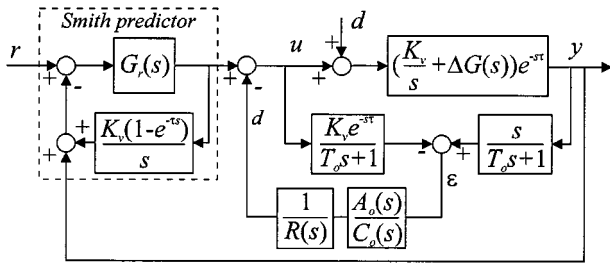 Smith predictor
r
+
-
G_r(s)
+
-
u
d
+
+
(K_v/s + ΔG(s))e^{-sτ}
y
d
+
+
K_v(1-e^{-τs})/s
K_v e^{-sτ}/(T_o s+1)
-
+
s/(T_o s+1)
ε
1/R(s)
A_o(s)/C_o(s)